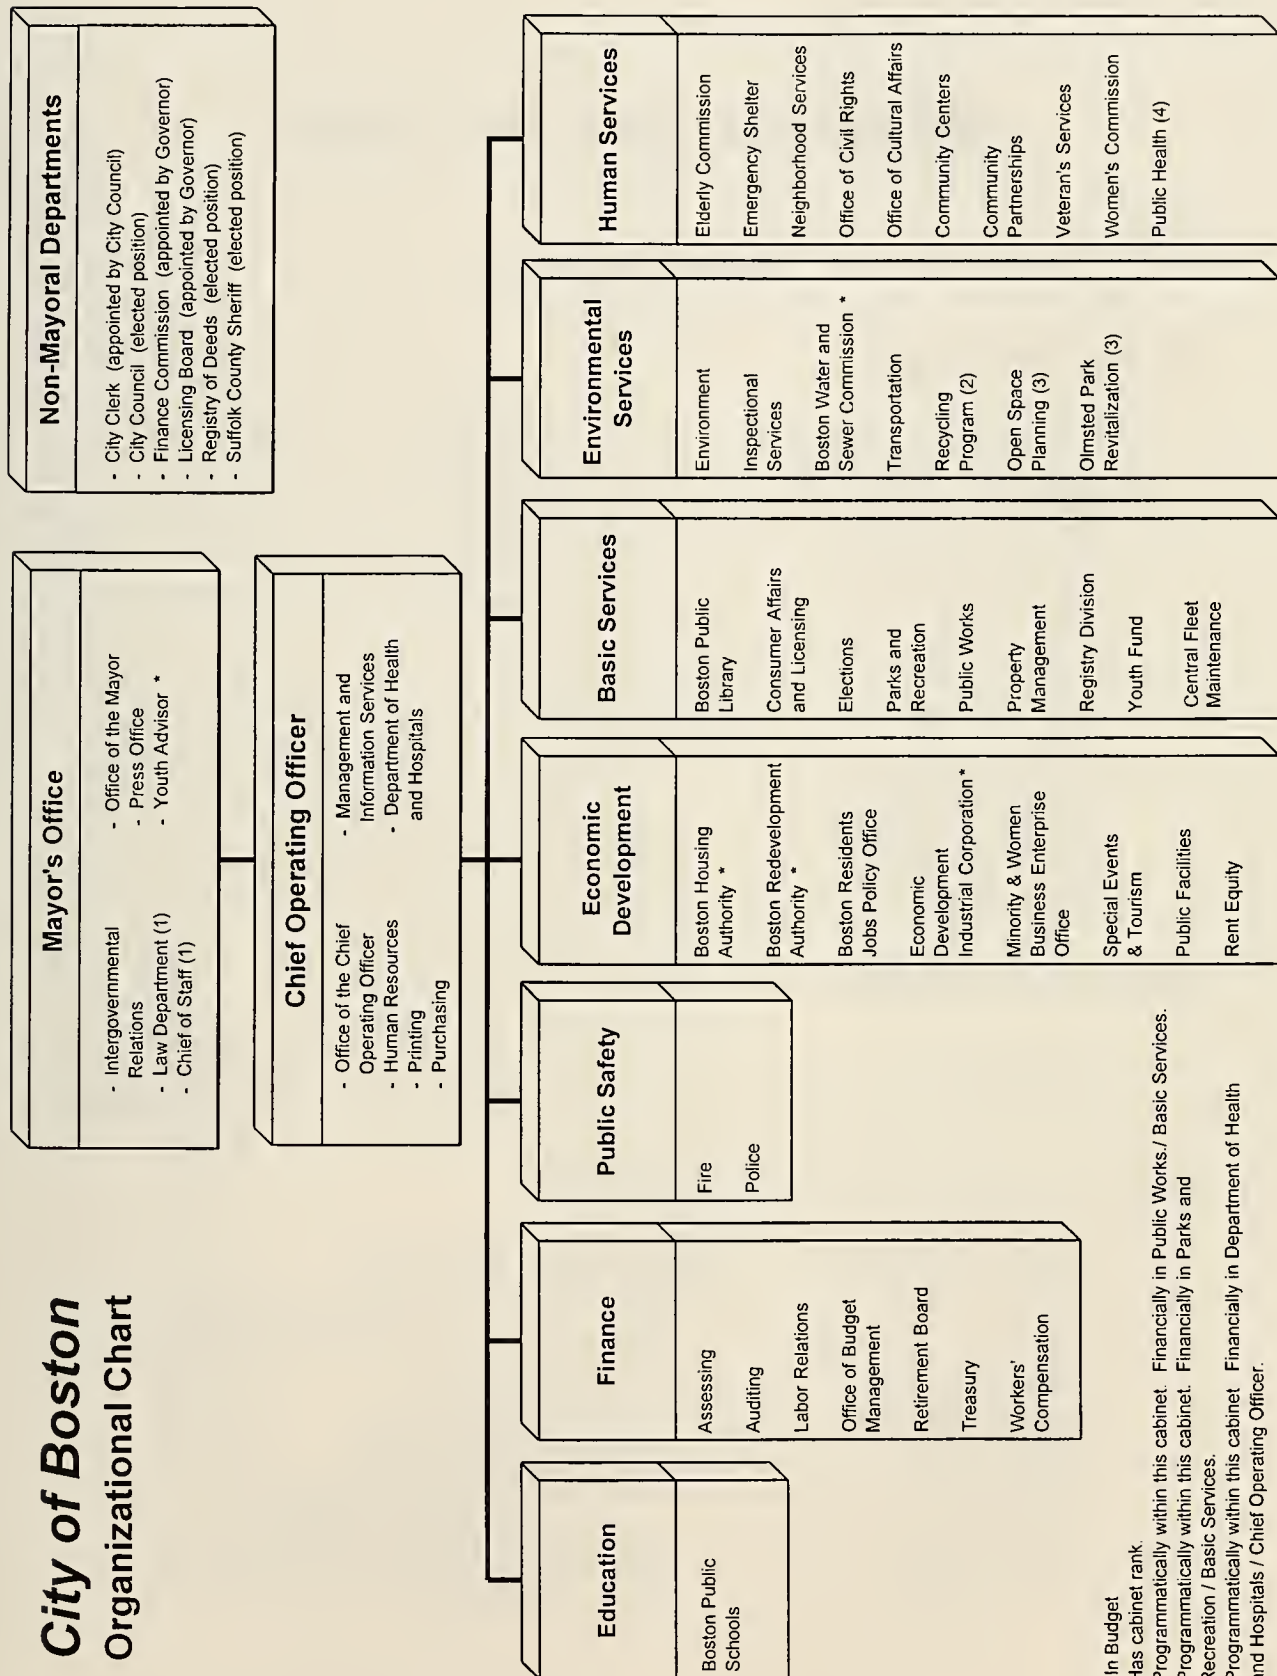 City of Boston
Organizational Chart
Mayor's Office
- Intergovernmental
Relations
- Law Department (1)
- Chief of Staff (1)
- Office of the Mayor
- Press Office
- Youth Advisor *
Non-Mayoral Departments
- City Clerk (appointed by City Council)
- City Council (elected position)
- Finance Commission (appointed by Governor)
- Licensing Board (appointed by Governor)
- Registry of Deeds (elected position)
- Suffolk County Sheriff (elected position)
Chief Operating Officer
- Office of the Chief
Operating Officer
- Human Resources
- Printing
- Purchasing
- Management and
Information Services
- Department of Health
and Hospitals
Education
Boston Public
Schools
Finance
Assessing
Auditing
Labor Relations
Office of Budget
Management
Retirement Board
Treasury
Workers'
Compensation
Public Safety
Fire
Police
Economic
Development
Boston Housing
Authority *
Boston Redevelopment
Authority *
Boston Residents
Jobs Policy Office
Economic
Development
Industrial Corporation*
Minority & Women
Business Enterprise
Office
Special Events
& Tourism
Public Facilities
Rent Equity
Basic Services
Boston Public
Library
Consumer Affairs
and Licensing
Elections
Parks and
Recreation
Public Works
Property
Management
Registry Division
Youth Fund
Central Fleet
Maintenance
Environmental
Services
Environment
Inspectional
Services
Boston Water and
Sewer Commission *
Transportation
Recycling
Program (2)
Open Space
Planning (3)
Olmsted Park
Revitalization (3)
Human Services
Elderly Commission
Emergency Shelter
Neighborhood Services
Office of Civil Rights
Office of Cultural Affairs
Community Centers
Community
Partnerships
Veteran's Services
Women's Commission
Public Health (4)
In Budget
Has cabinet rank.
Programmatically within this cabinet. Financially in Public Works./ Basic Services.
Programmatically within this cabinet. Financially in Parks and
Recreation / Basic Services.
Programmatically within this cabinet Financially in Department of Health
and Hospitals / Chief Operating Officer.